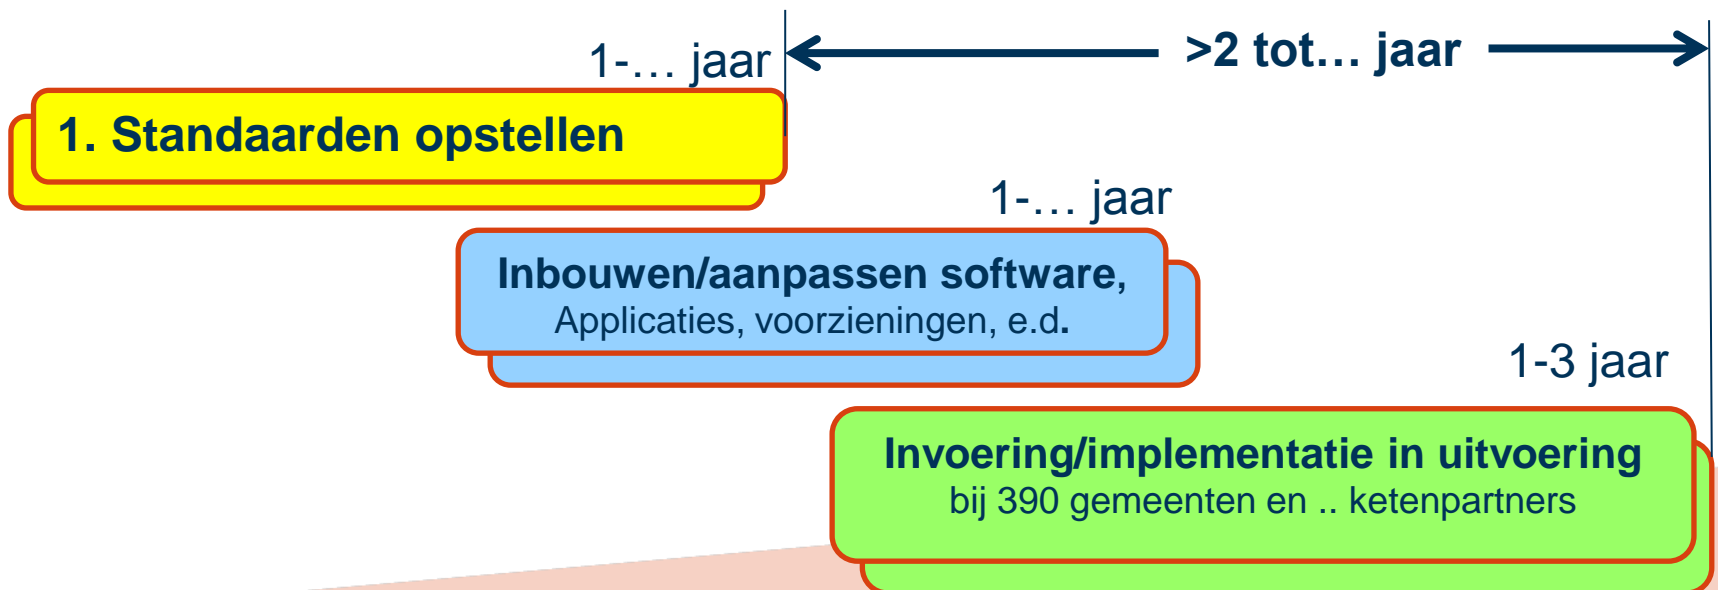 1-… jaar
>2 tot… jaar
1. Standaarden opstellen
1-… jaar
Inbouwen/aanpassen software,
Applicaties, voorzieningen, e.d.
1-3 jaar
Invoering/implementatie in uitvoering
bij 390 gemeenten en .. ketenpartners